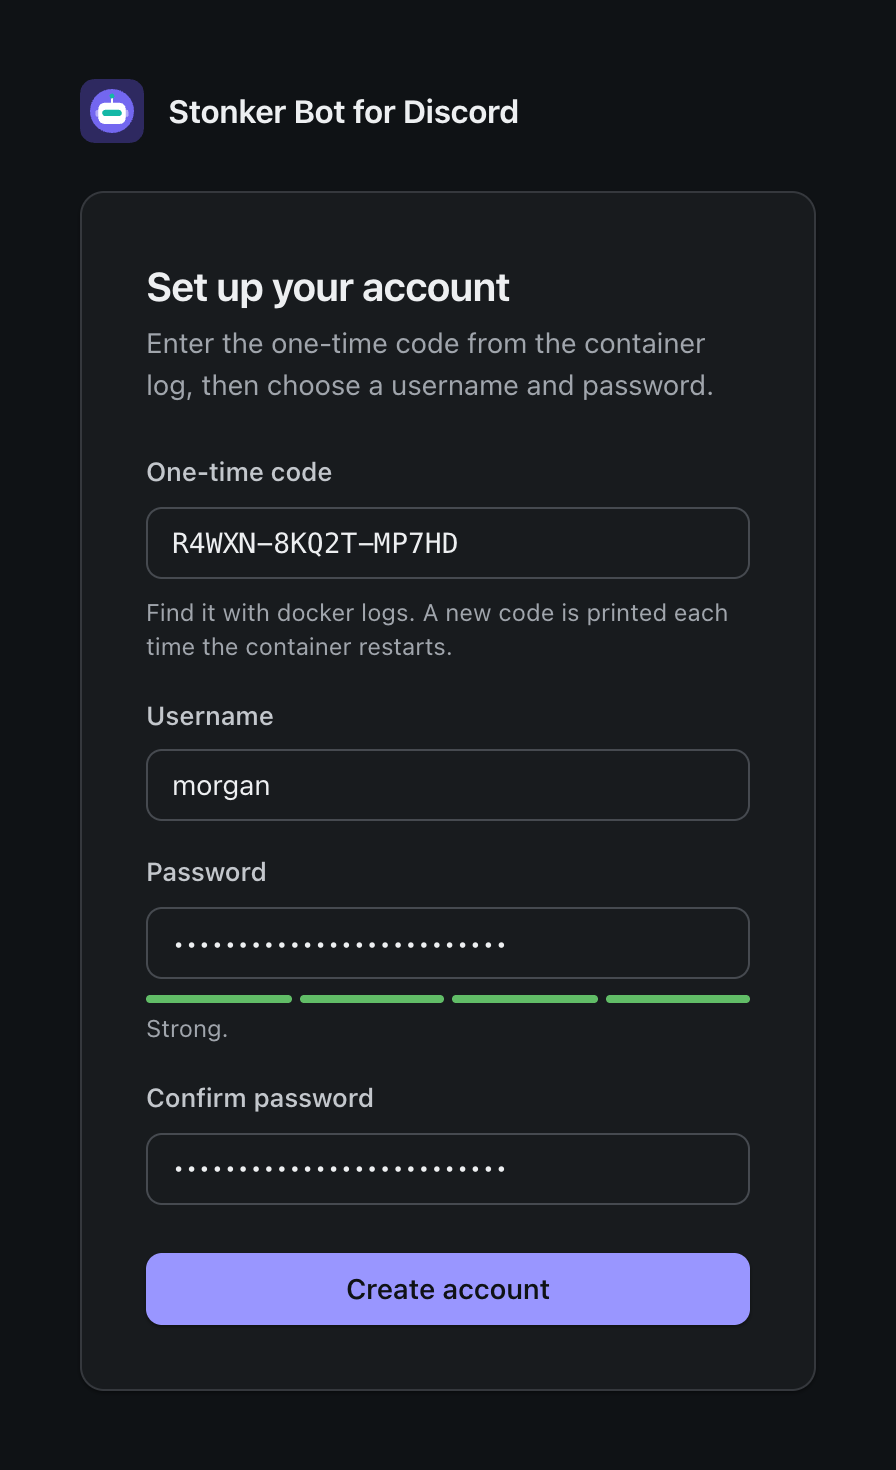 Stonker Bot for Discord
Set up your account
Enter the one-time code from the container
log, then choose a username and password.
One-time code
R4WXN-8KQ2T-MP7HD
Find it with docker logs. A new code is printed each
time the container restarts.
Username
morgan
Password
••••••••••••••••••••••••••
Strong.
Confirm password
••••••••••••••••••••••••••
Create account